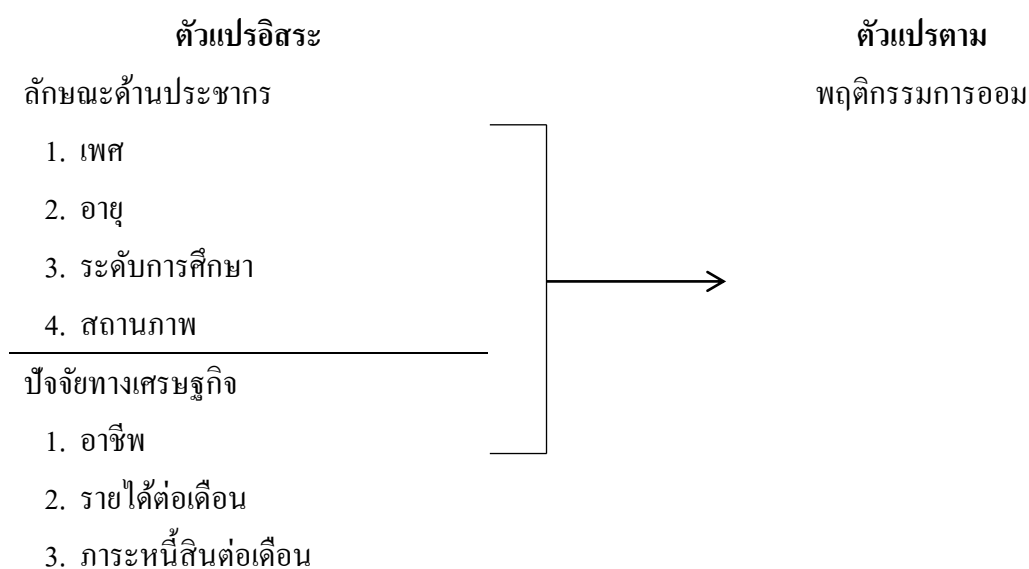 ตัวแปรอิสระ
ตัวแปรตาม
ลักษณะด้านประชากร
พฤติกรรมการออม
1. เพศ
2. อายุ
3. ระดับการศึกษา
4. สถานภาพ
ปัจจัยทางเศรษฐกิจ
1. อาชีพ
2. รายได้ต่อเดือน
3. ภาระหนี้สินต่อเดือน